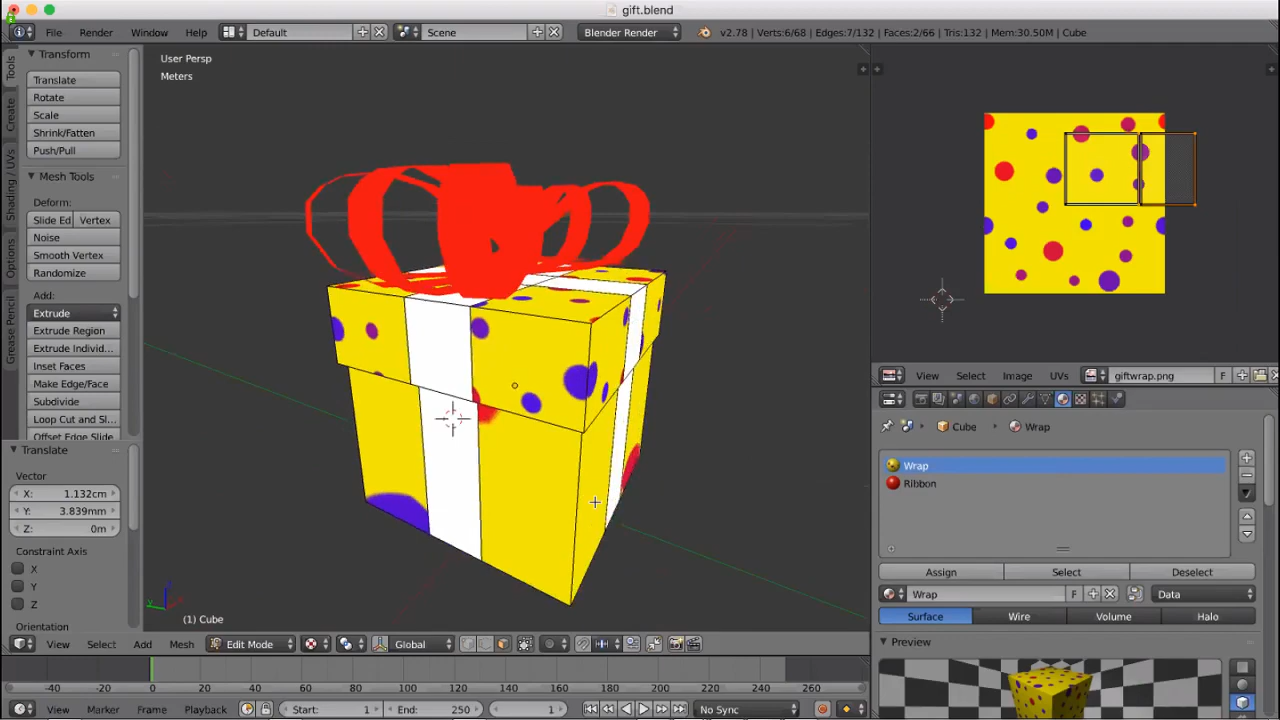 gift.blend
File Render Window Help Default Scene Blender Render v2.78 | Verts:6/68 | Edges:7/132 | Faces:2/66 | Tris:132 | Mem:30.50M | Cube
Tools
Create
Shading / UVs
Options
Grease Pencil
Transform
Translate
Rotate
Scale
Shrink/Fatten
Push/Pull
Mesh Tools
Deform:
Slide Ed Vertex
Noise
Smooth Vertex
Randomize
Add:
Extrude
Extrude Region
Extrude Individ...
Inset Faces
Make Edge/Face
Subdivide
Loop Cut and Sl...
Offset Edge Slide
Translate
Vector
X: 1.132cm
Y: 3.839mm
Z: 0m
Constraint Axis
X
Y
Z
Orientation
User Persp
Meters
(1) Cube
View Select Add Mesh Edit Mode Global
-40 -20 0 20 40 60 80 100 120 140 160 180 200 220 240 260
View Marker Frame Playback Start: 1 End: 250 1 No Sync
View Select Image UVs giftwrap.png F
Cube Wrap
Wrap
Ribbon
Assign Select Deselect
Wrap F Data
Surface Wire Volume Halo
Preview